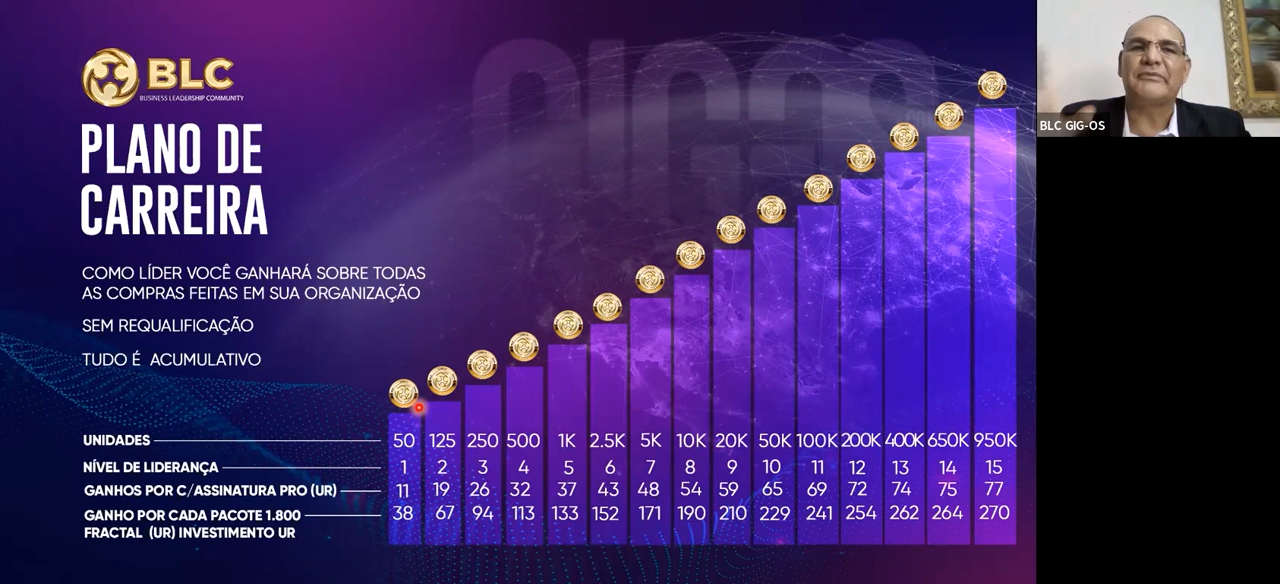 BLC
BUSINESS LEADERSHIP COMMUNITY
PLANO DE
CARREIRA
COMO LÍDER VOCÊ GANHARÁ SOBRE TODAS
AS COMPRAS FEITAS EM SUA ORGANIZAÇÃO
SEM REQUALIFICAÇÃO
TUDO É ACUMULATIVO
UNIDADES 50 125 250 500 1K 2.5K 5K 10K 20K 50K 100K 200K 400K 650K 950K
NÍVEL DE LIDERANÇA 1 2 3 4 5 6 7 8 9 10 11 12 13 14 15
GANHOS POR C/ASSINATURA PRO (UR) 11 19 26 32 37 43 48 54 59 65 69 72 74 75 77
GANHO POR CADA PACOTE 1.800 38 67 94 113 133 152 171 190 210 229 241 254 262 264 270
FRACTAL (UR) INVESTIMENTO UR
BLC GIG-OS